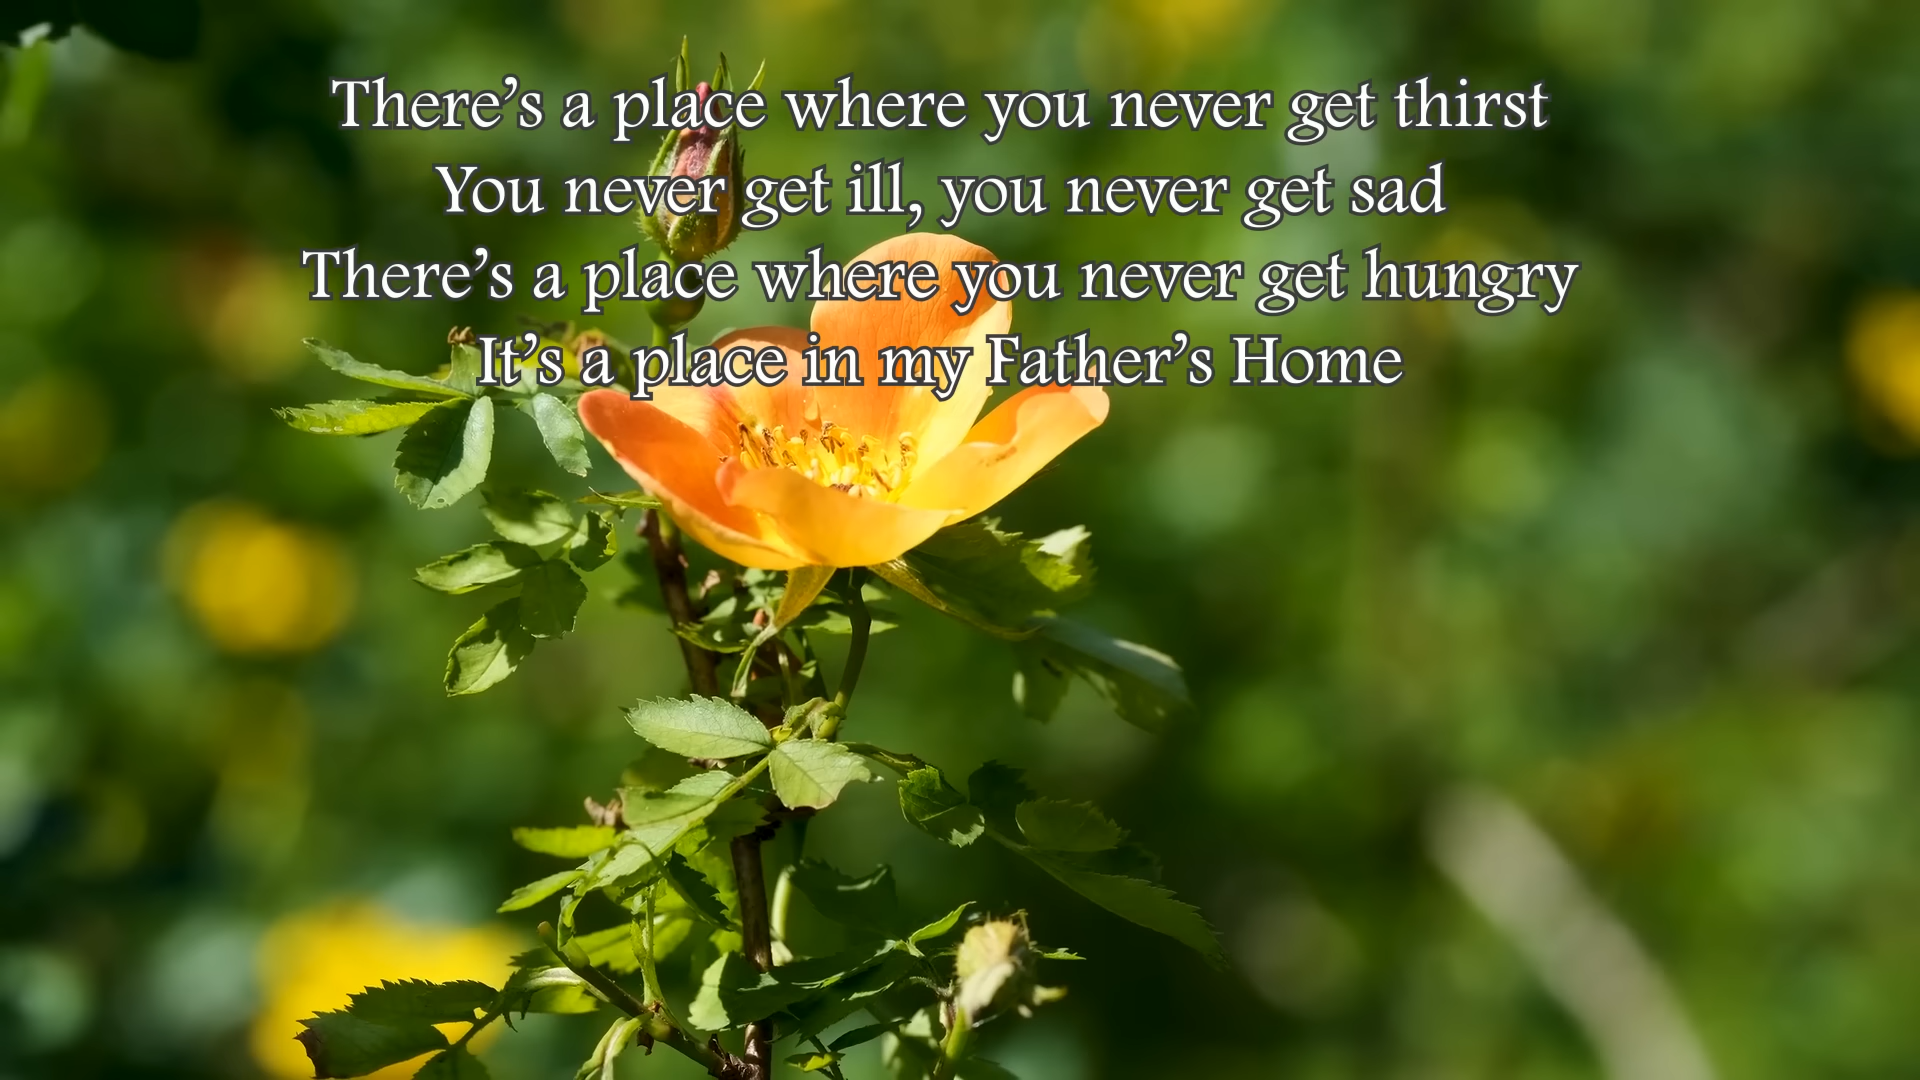 There’s a place where you never get thirst
You never get ill, you never get sad
There’s a place where you never get hungry
It’s a place in my Father’s Home